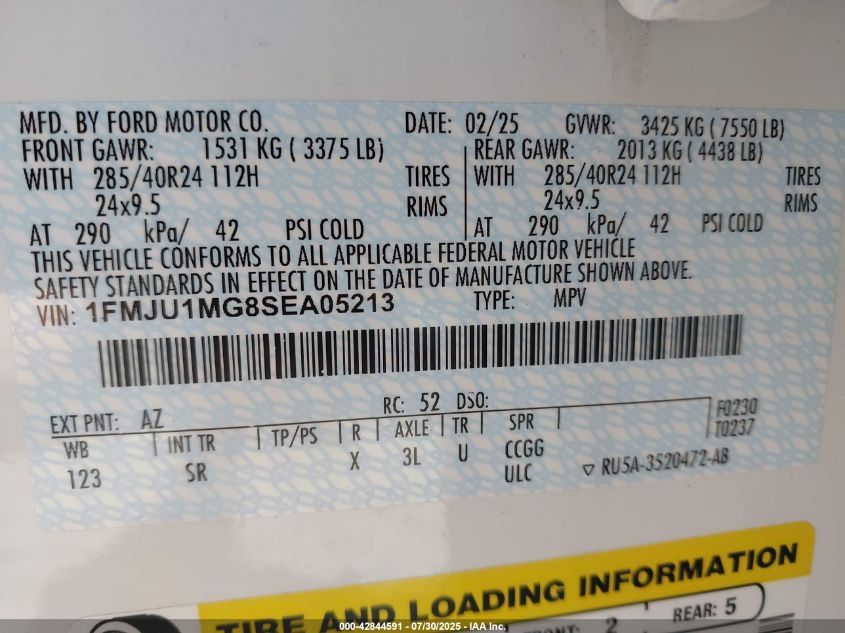 MFD. BY FORD MOTOR CO. DATE: 02/25 GVWR: 3425 KG ( 7550 LB)
FRONT GAWR: 1531 KG ( 3375 LB) REAR GAWR: 2013 KG ( 4438 LB)
WITH 285/40R24 112H TIRES WITH 285/40R24 112H TIRES
24x9.5 RIMS 24x9.5 RIMS
AT 290 kPa/ 42 PSI COLD AT 290 kPa/ 42 PSI COLD
THIS VEHICLE CONFORMS TO ALL APPLICABLE FEDERAL MOTOR VEHICLE
SAFETY STANDARDS IN EFFECT ON THE DATE OF MANUFACTURE SHOWN ABOVE.
VIN: 1FMJU1MG8SEA05213 TYPE: MPV
EXT PNT: AZ RC: 52 DSO: F0230
WB INT TR TP/PS R AXLE TR SPR T0237
123 SR X 3L U CCGG
ULC RU5A-3520472-AB
TIRE AND LOADING INFORMATION
FRONT: 2 REAR: 5
000-42844591 - 07/30/2025 - IAA Inc.